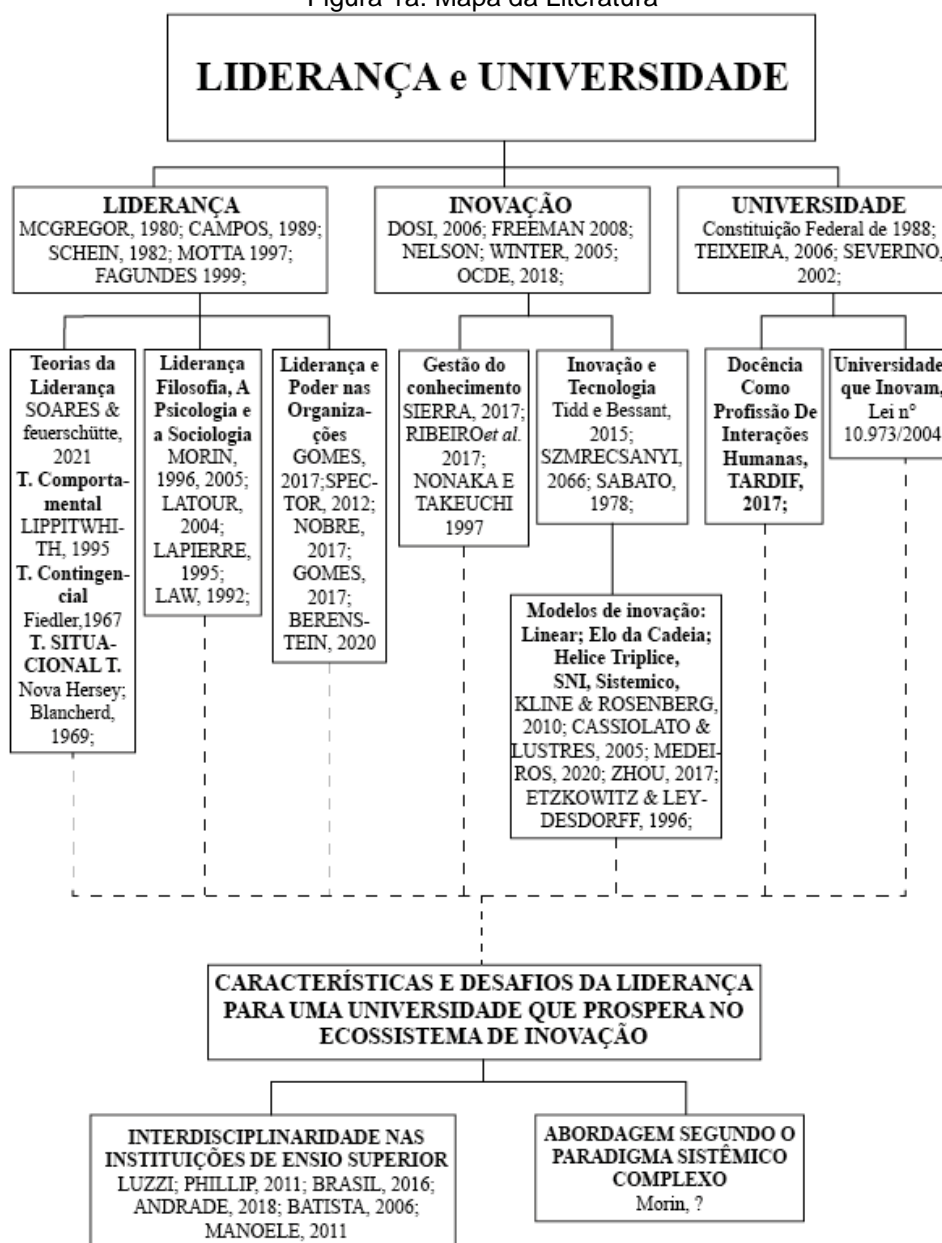 Figura 1a: Mapa da Literatura
LIDERANÇA e UNIVERSIDADE
LIDERANÇA
MCGREGOR, 1980; CAMPOS, 1989;
SCHEIN, 1982; MOTTA 1997;
FAGUNDES 1999;
INOVAÇÃO
DOSI, 2006; FREEMAN 2008;
NELSON; WINTER, 2005;
OCDE, 2018;
UNIVERSIDADE
Constituição Federal de 1988;
TEIXEIRA, 2006; SEVERINO,
2002;
Teorias da
Liderança
SOARES &
feuerschütte,
2021
T. Comporta-
mental
LIPPITWHI-
TH, 1995
T. Contingen-
cial
Fiedler,1967
T. SITUA-
CIONAL T.
Nova Hersey;
Blancherd,
1969;
Liderança
Filosofia, A
Psicologia e
a Sociologia
MORIN,
1996, 2005;
LATOUR,
2004;
LAPIERRE,
1995;
LAW, 1992;
Liderança e
Poder nas
Organiza-
ções
GOMES,
2017;SPEC-
TOR, 2012;
NOBRE,
2017;
GOMES,
2017;
BERENS-
TEIN, 2020
Gestão do
conhecimento
SIERRA, 2017;
RIBEIROet al.
2017;
NONAKA E
TAKEUCHI
1997
Inovação e
Tecnologia
Tidd e Bessant,
2015;
SZMRECSANYI,
2066; SABATO,
1978;
Modelos de inovação:
Linear; Elo da Cadeia;
Helice Triplice,
SNI, Sistemico,
KLINE & ROSENBERG,
2010; CASSIOLATO &
LUSTRES, 2005; MEDEI-
ROS, 2020; ZHOU, 2017;
ETZKOWITZ & LEY-
DESDORFF, 1996;
Docência
Como
Profissão De
Interações
Humanas,
TARDIF,
2017;
Universidades
que Inovam,
Lei n°
10.973/2004
CARACTERÍSTICAS E DESAFIOS DA LIDERANÇA
PARA UMA UNIVERSIDADE QUE PROSPERA NO
ECOSSISTEMA DE INOVAÇÃO
INTERDISCIPLINARIDADE NAS
INSTITUIÇÕES DE ENSIO SUPERIOR
LUZZI; PHILLIP, 2011; BRASIL, 2016;
ANDRADE, 2018; BATISTA, 2006;
MANOELE, 2011
ABORDAGEM SEGUNDO O
PARADIGMA SISTÊMICO
COMPLEXO
Morin, ?